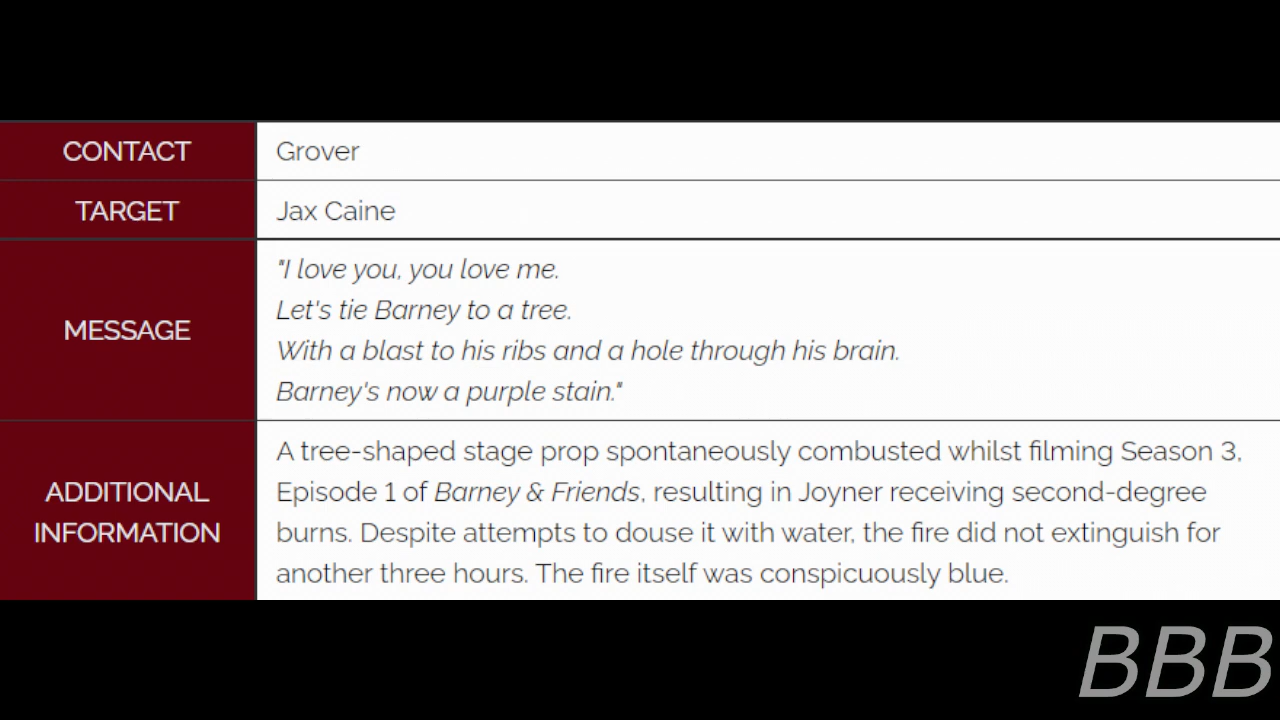 CONTACT
Grover
TARGET
Jax Caine
MESSAGE
"I love you, you love me.
Let's tie Barney to a tree.
With a blast to his ribs and a hole through his brain.
Barney's now a purple stain."
ADDITIONAL
INFORMATION
A tree-shaped stage prop spontaneously combusted whilst filming Season 3,
Episode 1 of Barney & Friends, resulting in Joyner receiving second-degree
burns. Despite attempts to douse it with water, the fire did not extinguish for
another three hours. The fire itself was conspicuously blue.
BBB